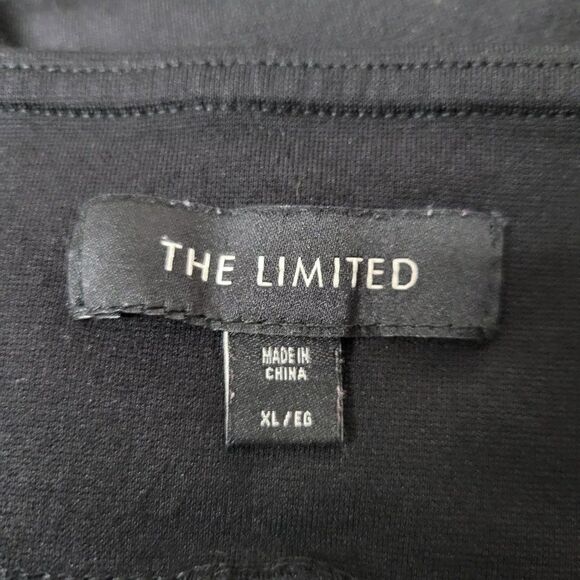 THE LIMITED
MADE IN
CHINA
XL / EG